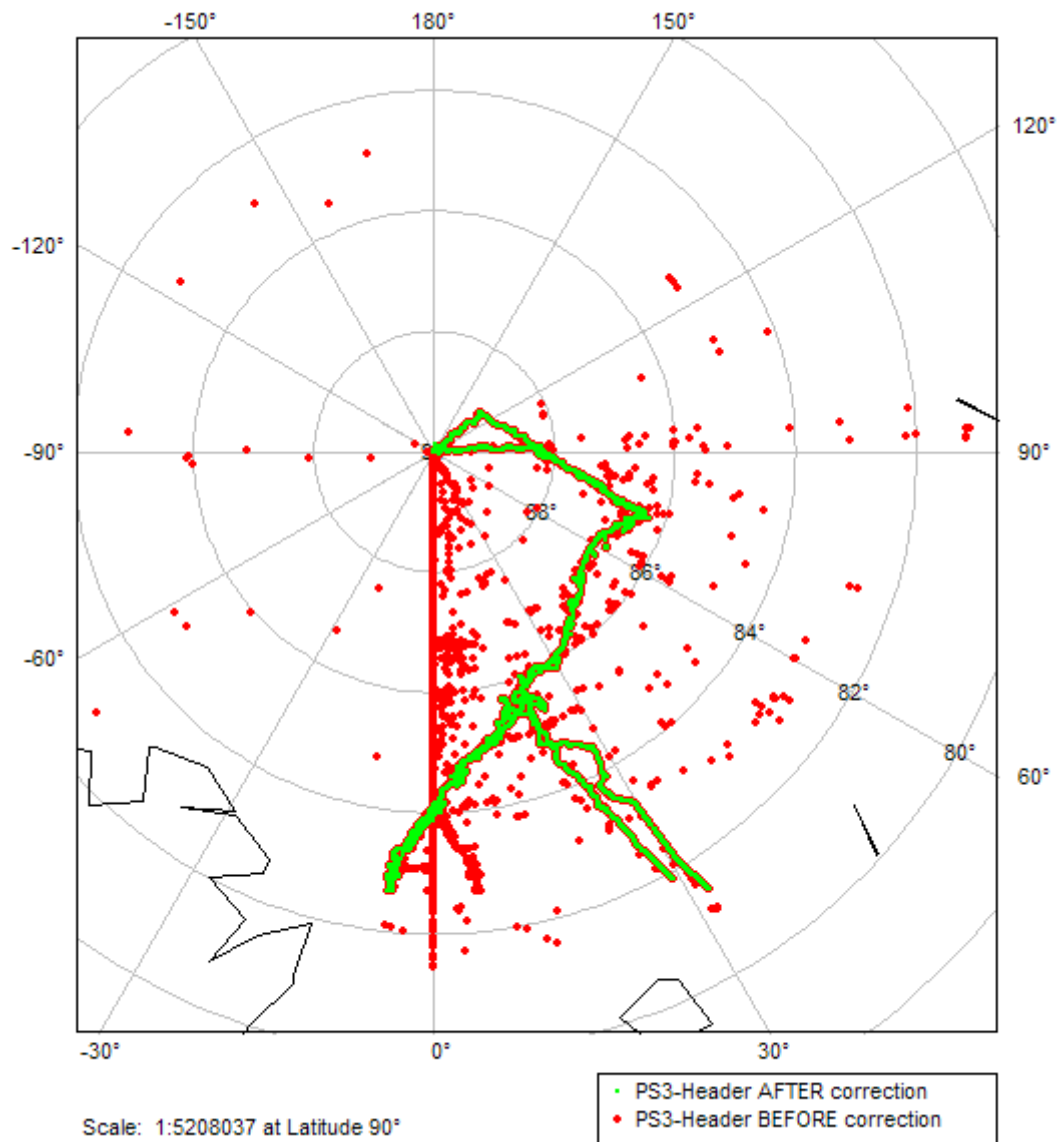 -150° 180° 150°
120°
-120°
-90° 90°
88°
86°
84°
-60°
82°
80°
60°
-30° 0° 30°
PS3-Header AFTER correction
PS3-Header BEFORE correction
Scale: 1:5208037 at Latitude 90°